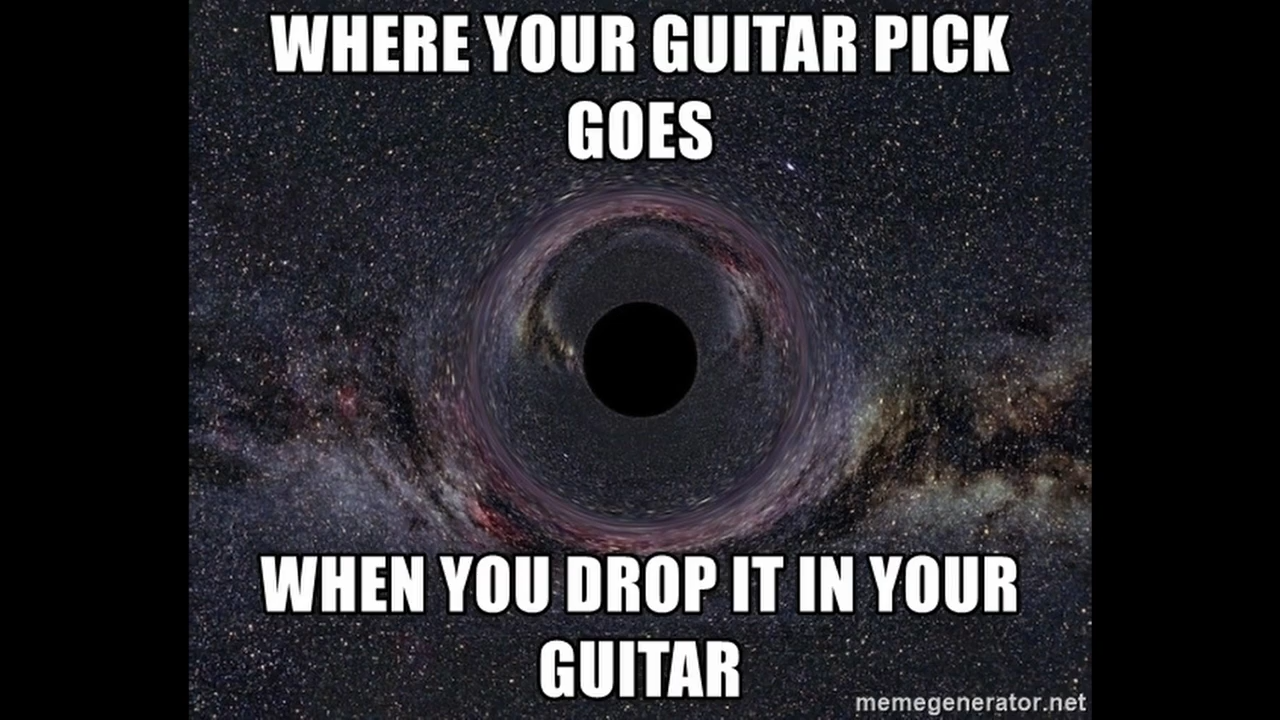 WHERE YOUR GUITAR PICK
GOES
WHEN YOU DROP IT IN YOUR
GUITAR
memegenerator.net